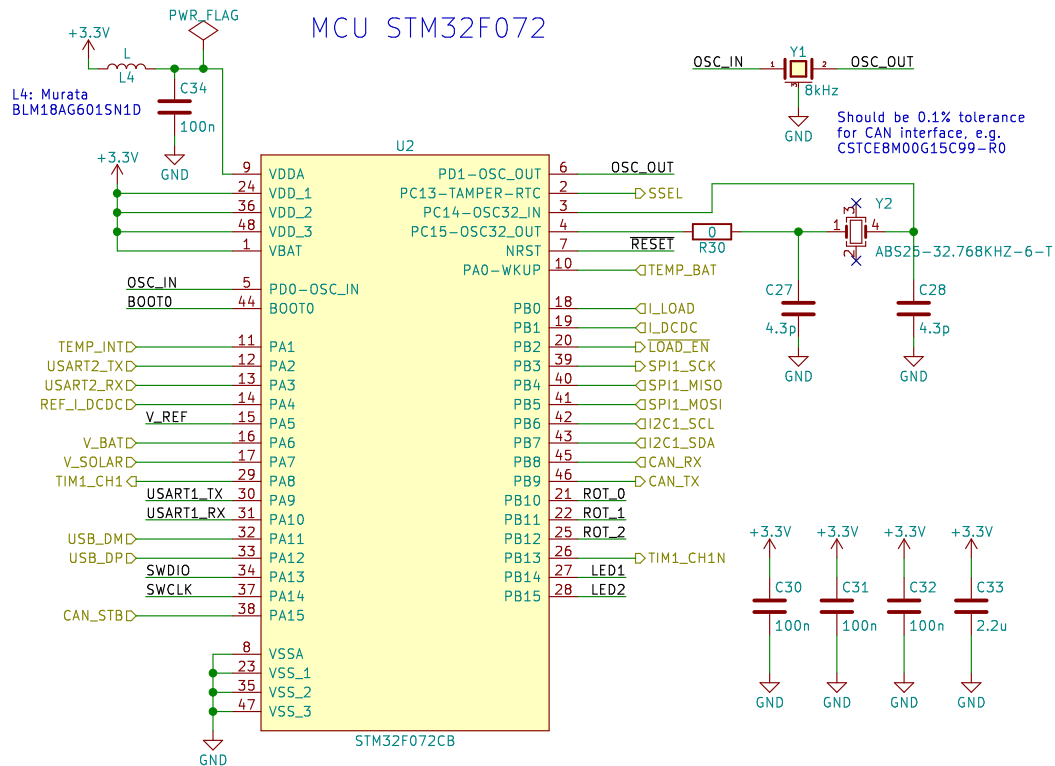 MCU STM32F072
PWR_FLAG
+3.3V
L
L4
L4: Murata
BLM18AG601SN1D
C34
100n
GND
+3.3V
OSC_IN
1
Y1
2
3
OSC_OUT
8kHz
GND
Should be 0.1% tolerance
for CAN interface, e.g.
CSTCE8M00G15C99-R0
U2
9 VDDA
24 VDD_1
36 VDD_2
48 VDD_3
1 VBAT
OSC_IN 5 PD0-OSC_IN
BOOT0 44 BOOT0
TEMP_INT 11 PA1
USART2_TX 12 PA2
USART2_RX 13 PA3
REF_I_DCDC 14 PA4
V_REF 15 PA5
V_BAT 16 PA6
V_SOLAR 17 PA7
TIM1_CH1 29 PA8
USART1_TX 30 PA9
USART1_RX 31 PA10
USB_DM 32 PA11
USB_DP 33 PA12
SWDIO 34 PA13
SWCLK 37 PA14
CAN_STB 38 PA15
8 VSSA
23 VSS_1
35 VSS_2
47 VSS_3
GND
PD1-OSC_OUT 6 OSC_OUT
PC13-TAMPER-RTC 2 SSEL
PC14-OSC32_IN 3
PC15-OSC32_OUT 4
NRST 7 RESET
PA0-WKUP 10 TEMP_BAT
PB0 18 I_LOAD
PB1 19 I_DCDC
PB2 20 LOAD_EN
PB3 39 SPI1_SCK
PB4 40 SPI1_MISO
PB5 41 SPI1_MOSI
PB6 42 I2C1_SCL
PB7 43 I2C1_SDA
PB8 45 CAN_RX
PB9 46 CAN_TX
PB10 21 ROT_0
PB11 22 ROT_1
PB12 25 ROT_2
PB13 26 TIM1_CH1N
PB14 27 LED1
PB15 28 LED2
STM32F072CB
0
R30
Y2
3
1
4
2
ABS25-32.768KHZ-6-T
C27
4.3p
GND
C28
4.3p
GND
+3.3V
C30
100n
GND
+3.3V
C31
100n
GND
+3.3V
C32
100n
GND
+3.3V
C33
2.2u
GND